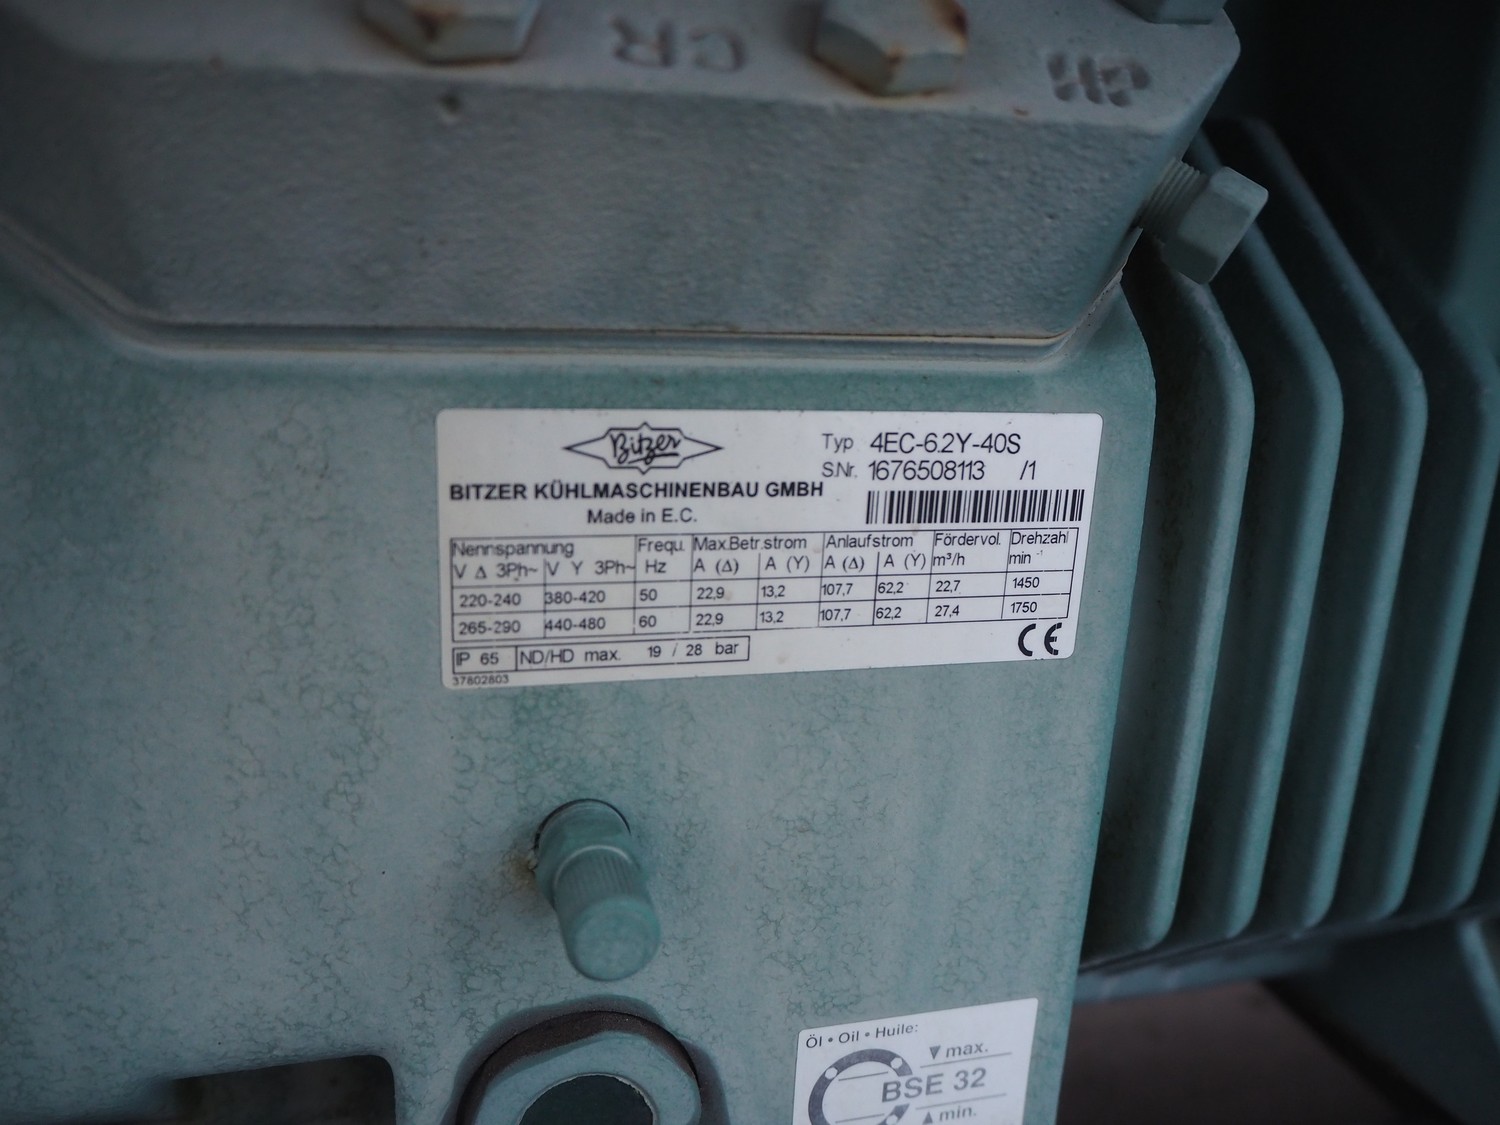 CR
Bitzer
Typ 4EC-6.2Y-40S
S.Nr. 1676508113 /1
BITZER KÜHLMASCHINENBAU GMBH
Made in E.C.
Nennspannung Frequ. Max.Betr.strom Anlaufstrom Fördervol. Drehzahl
V Δ 3Ph~ V Y 3Ph~ Hz A (Δ) A (Y) A (Δ) A (Y) m³/h min -1
220-240 380-420 50 22,9 13,2 107,7 62,2 22,7 1450
265-290 440-480 60 22,9 13,2 107,7 62,2 27,4 1750
IP 65 ND/HD max. 19 / 28 bar
CE
37802803
Öl • Oil • Huile:
▼ max.
BSE 32
▲ min.